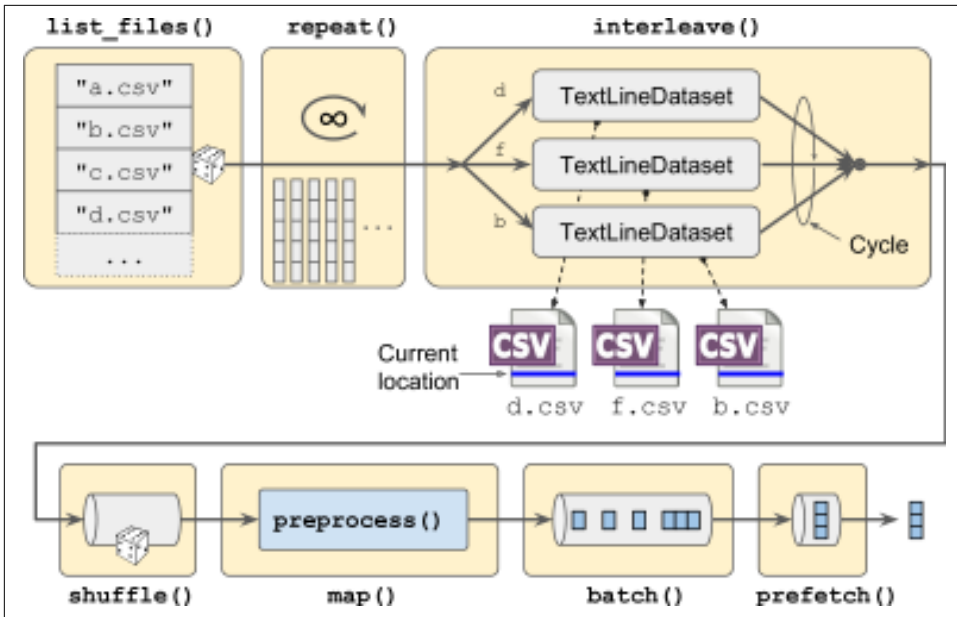 list_files()
repeat()
interleave()
"a.csv"
"b.csv"
"c.csv"
"d.csv"
...
∞
...
d
f
b
TextLineDataset
TextLineDataset
TextLineDataset
Cycle
Current
location
CSV
CSV
CSV
d.csv
f.csv
b.csv
preprocess()
shuffle()
map()
batch()
prefetch()